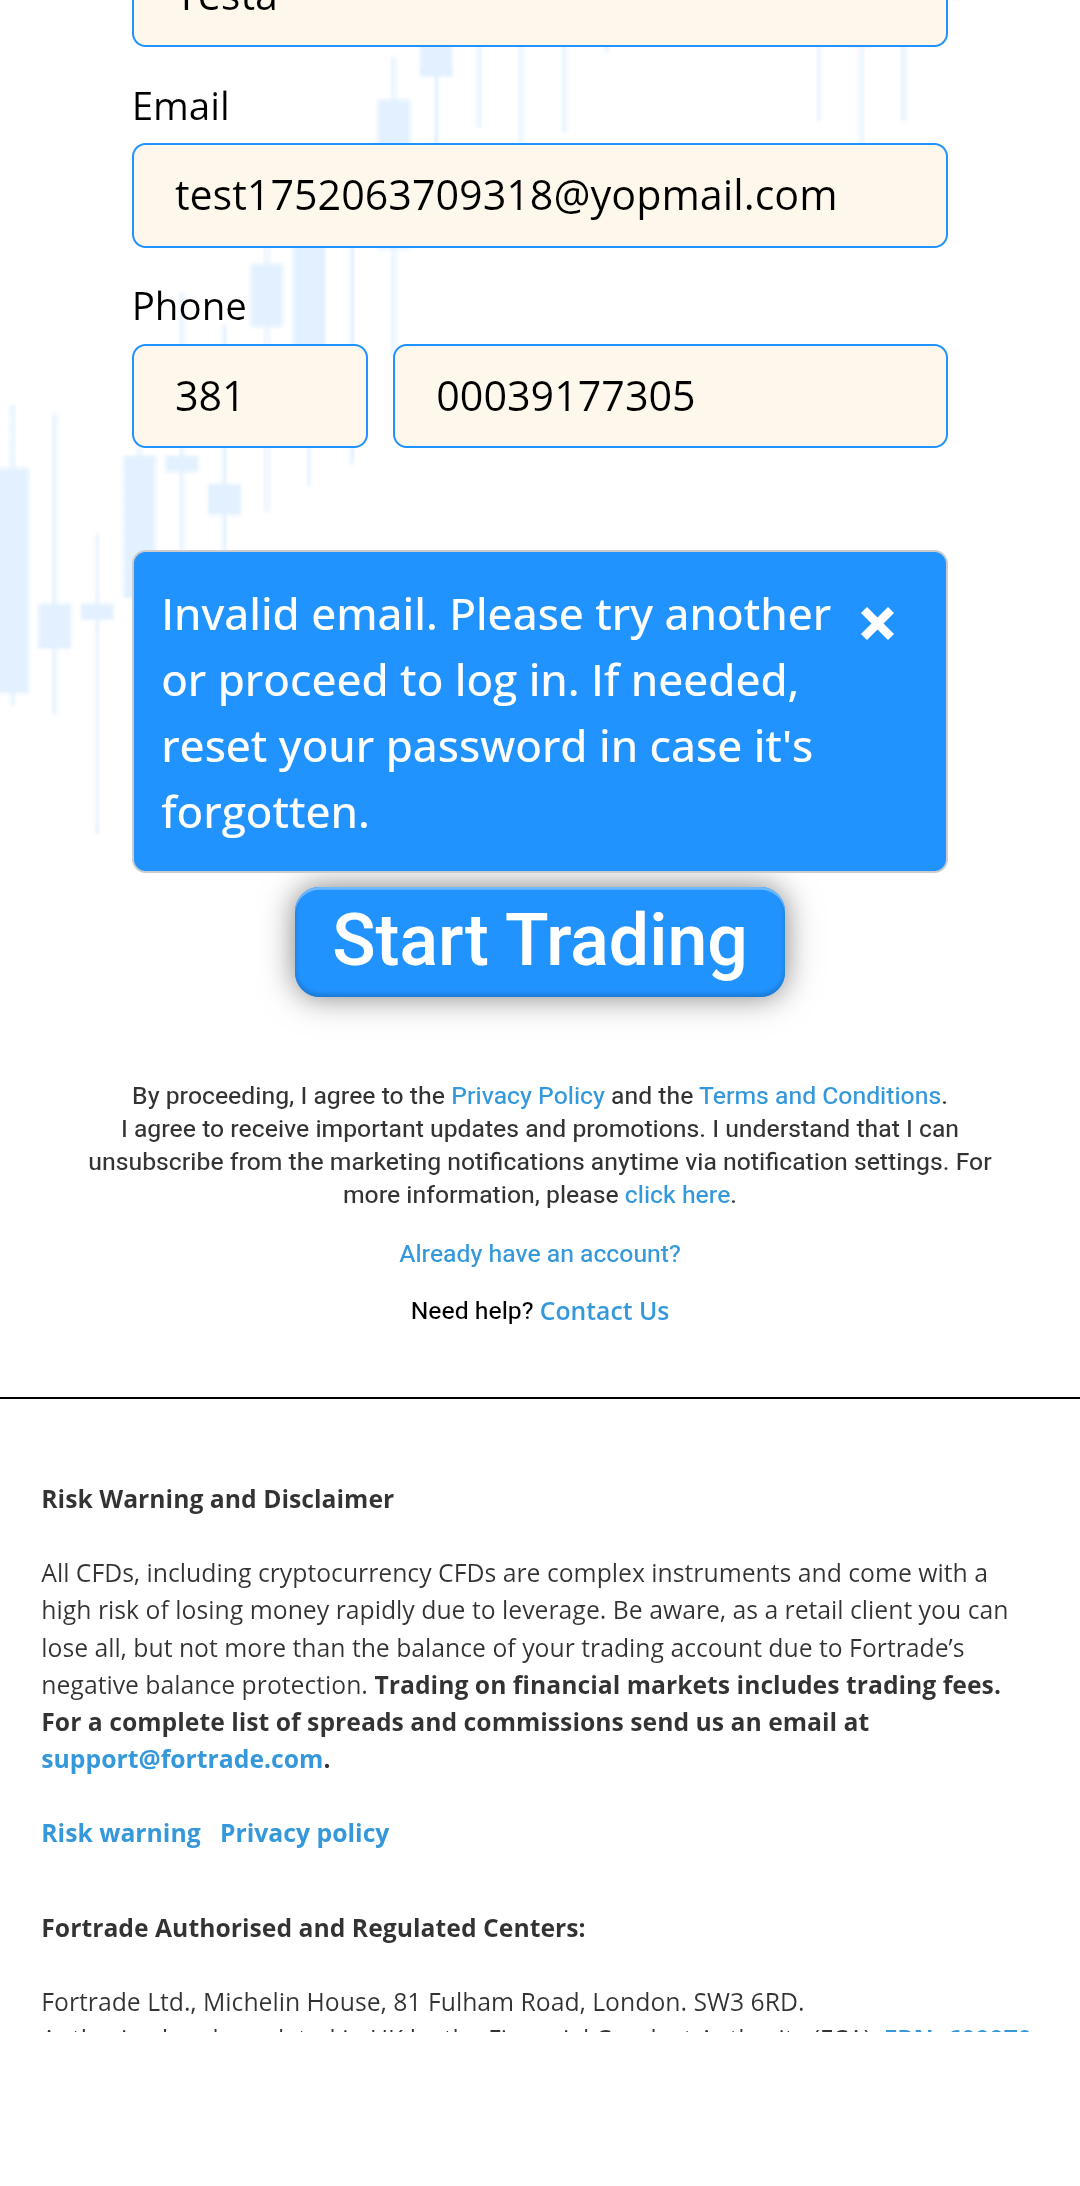 Testa
Email
test1752063709318@yopmail.com
Phone
381
00039177305
Invalid email. Please try another
or proceed to log in. If needed,
reset your password in case it's
forgotten.
Start Trading
By proceeding, I agree to the Privacy Policy and the Terms and Conditions.
I agree to receive important updates and promotions. I understand that I can
unsubscribe from the marketing notifications anytime via notification settings. For
more information, please click here.
Already have an account?
Need help? Contact Us
Risk Warning and Disclaimer
All CFDs, including cryptocurrency CFDs are complex instruments and come with a
high risk of losing money rapidly due to leverage. Be aware, as a retail client you can
lose all, but not more than the balance of your trading account due to Fortrade’s
negative balance protection. Trading on financial markets includes trading fees.
For a complete list of spreads and commissions send us an email at
support@fortrade.com.
Risk warning Privacy policy
Fortrade Authorised and Regulated Centers:
Fortrade Ltd., Michelin House, 81 Fulham Road, London. SW3 6RD.